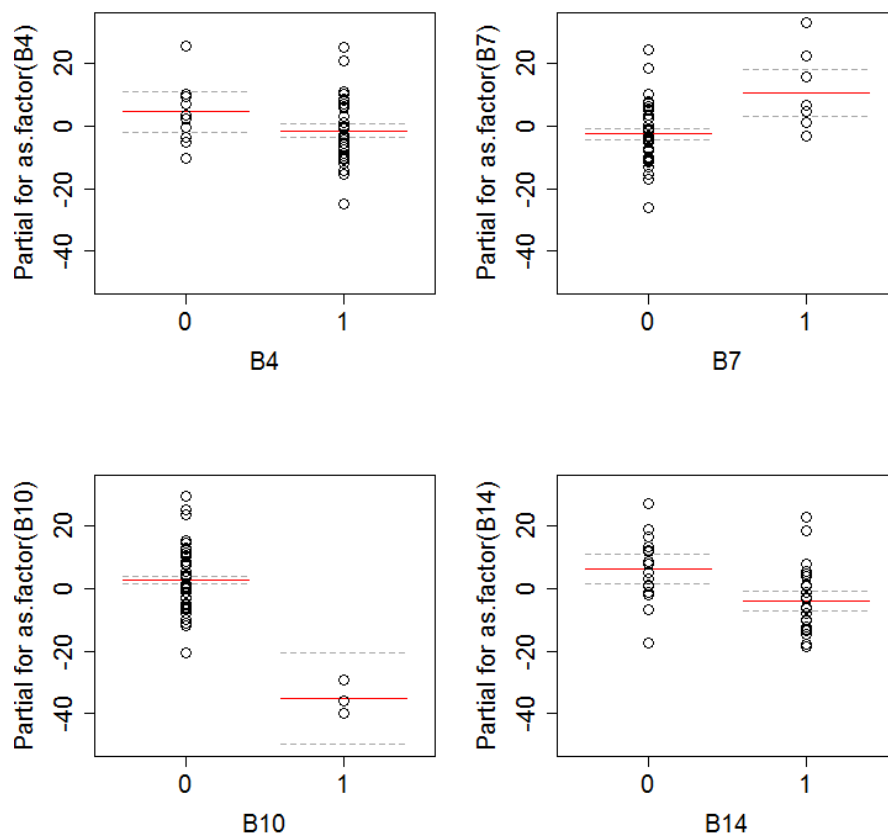 Partial for as.factor(B4)
20
0
-20
-40
0 1
B4
Partial for as.factor(B7)
20
0
-20
-40
0 1
B7
Partial for as.factor(B10)
20
0
-20
-40
0 1
B10
Partial for as.factor(B14)
20
0
-20
-40
0 1
B14